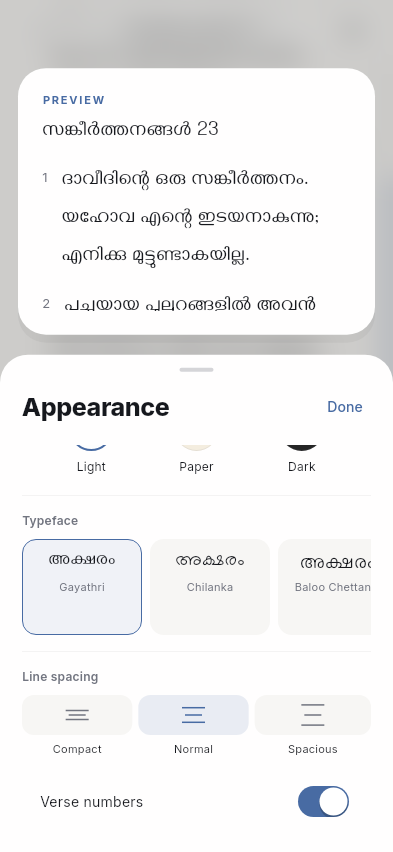 PREVIEW
സങ്കീർത്തനങ്ങൾ 23
1 ദാവീദിന്റെ ഒരു സങ്കീർത്തനം.
യഹോവ എന്റെ ഇടയനാകുന്നു;
എനിക്കു മുട്ടുണ്ടാകയില്ല.
2 പച്ചയായ പുല്പുറങ്ങളിൽ അവൻ
Appearance
Done
Light Paper Dark
Typeface
അക്ഷരം അക്ഷരം അക്ഷരം
Gayathri Chilanka Baloo Chettan
Line spacing
Compact Normal Spacious
Verse numbers